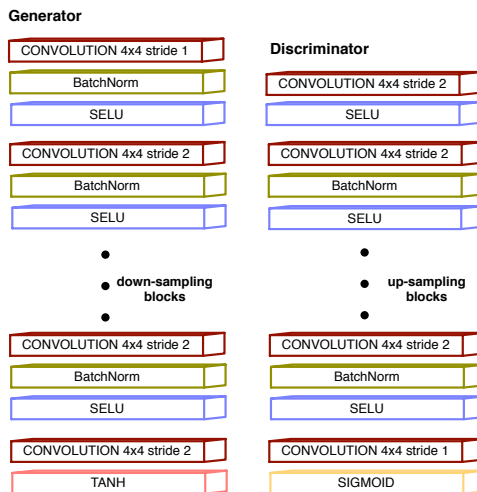 Generator
CONVOLUTION 4x4 stride 1
BatchNorm
SELU
CONVOLUTION 4x4 stride 2
BatchNorm
SELU
down-sampling
blocks
CONVOLUTION 4x4 stride 2
BatchNorm
SELU
CONVOLUTION 4x4 stride 2
TANH
Discriminator
CONVOLUTION 4x4 stride 2
SELU
CONVOLUTION 4x4 stride 2
BatchNorm
SELU
up-sampling
blocks
CONVOLUTION 4x4 stride 2
BatchNorm
SELU
CONVOLUTION 4x4 stride 1
SIGMOID